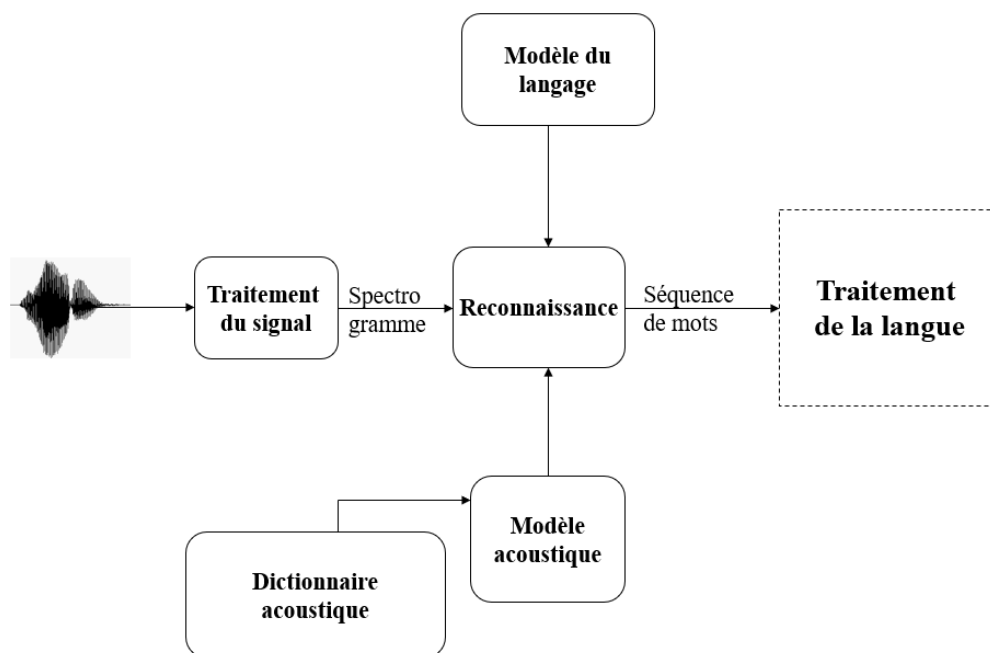 Modèle du
langage
Traitement
du signal
Spectro
gramme
Reconnaissance
Séquence
de mots
Traitement
de la langue
Modèle
acoustique
Dictionnaire
acoustique